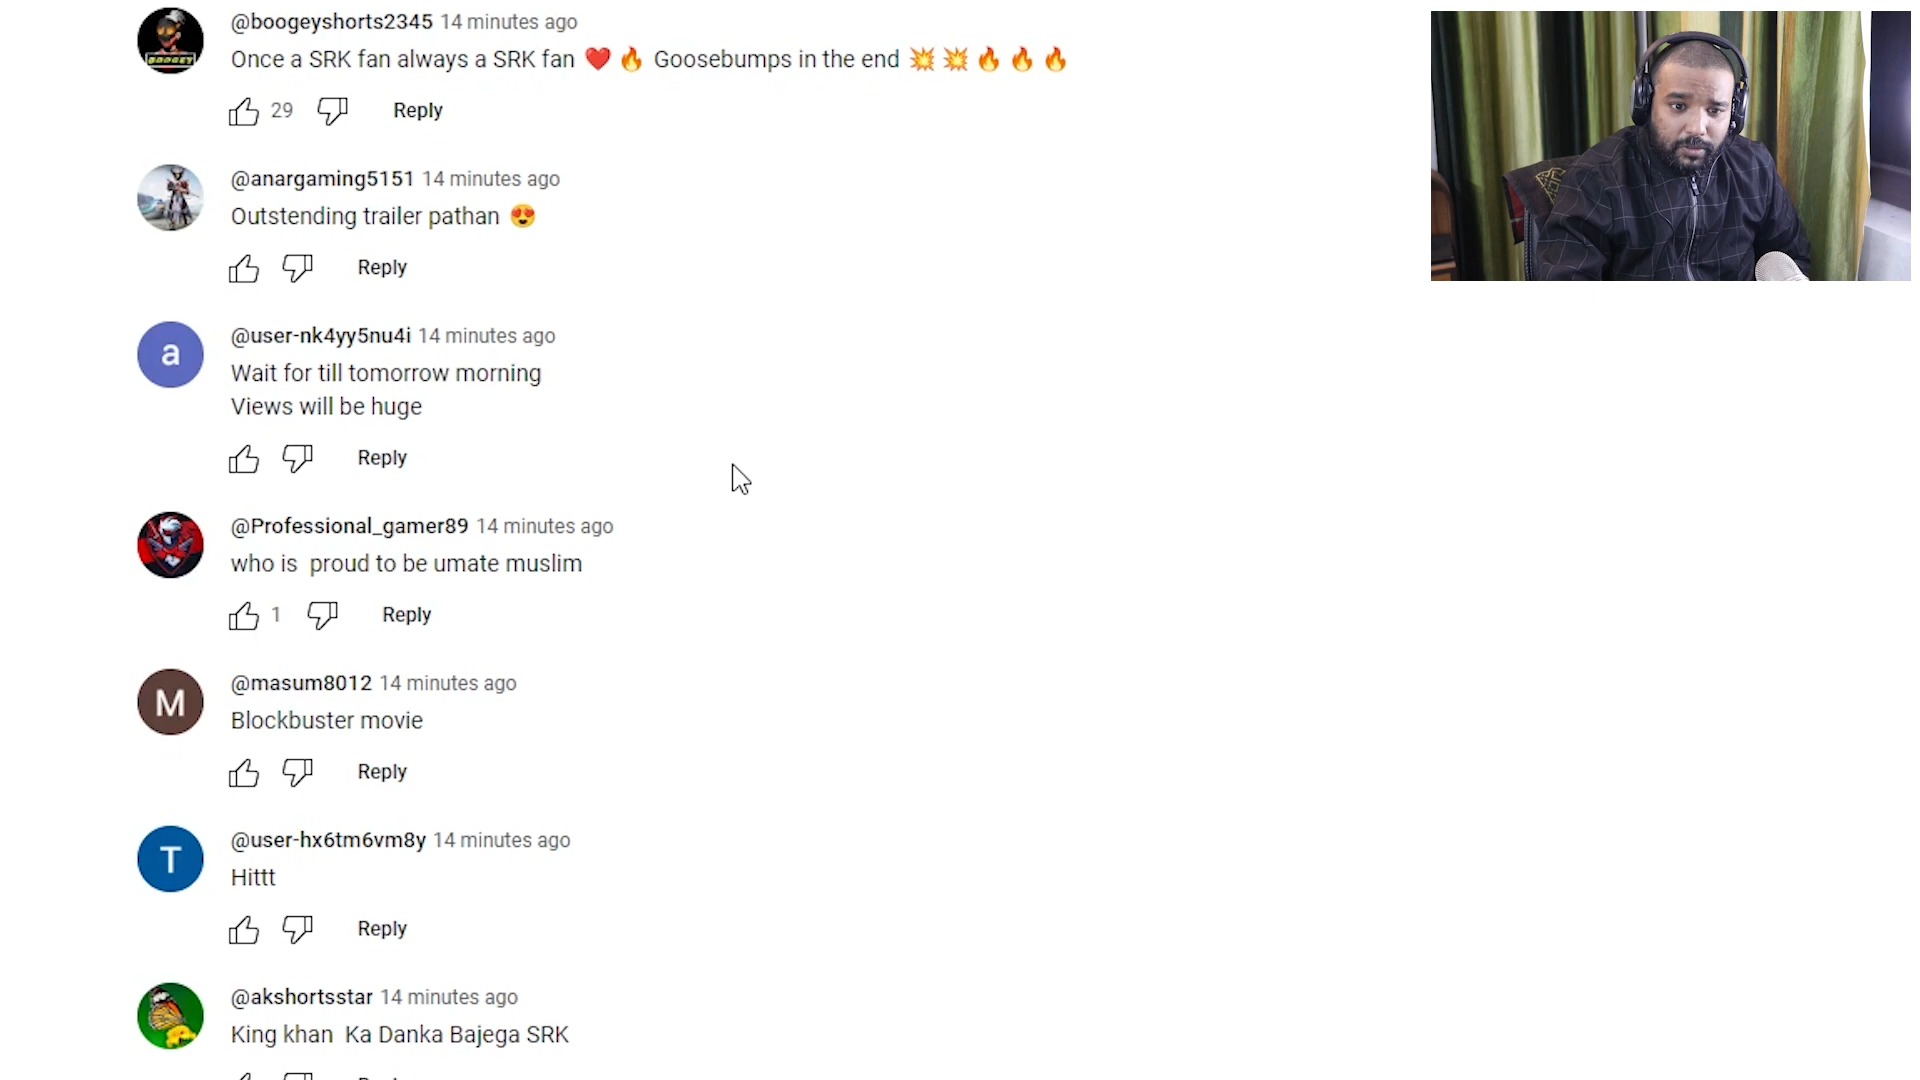 @boogeyshorts2345 14 minutes ago
Once a SRK fan always a SRK fan ❤️ 🔥 Goosebumps in the end 💥 💥 🔥 🔥 🔥
29 Reply
@anargaming5151 14 minutes ago
Outstending trailer pathan 😍
Reply
a
@user-nk4yy5nu4i 14 minutes ago
Wait for till tomorrow morning
Views will be huge
Reply
@Professional_gamer89 14 minutes ago
who is  proud to be umate muslim
1 Reply
M
@masum8012 14 minutes ago
Blockbuster movie
Reply
T
@user-hx6tm6vm8y 14 minutes ago
Hittt
Reply
@akshortsstar 14 minutes ago
King khan  Ka Danka Bajega SRK